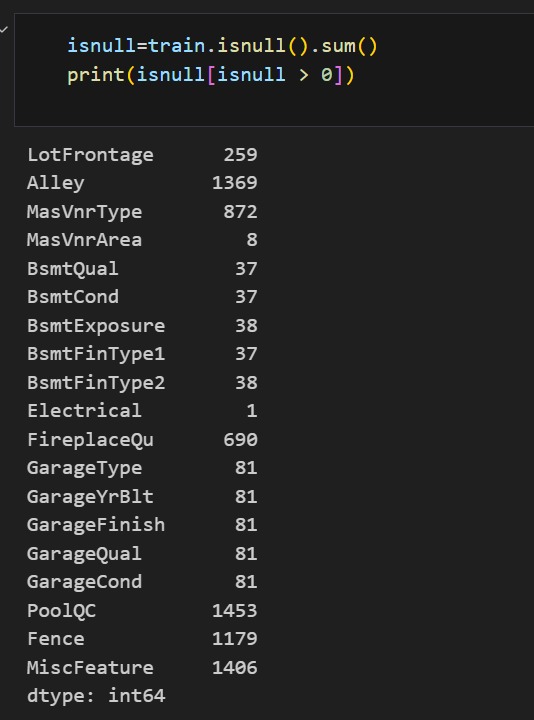 isnull=train.isnull().sum()
print(isnull[isnull > 0])
LotFrontage 259
Alley 1369
MasVnrType 872
MasVnrArea 8
BsmtQual 37
BsmtCond 37
BsmtExposure 38
BsmtFinType1 37
BsmtFinType2 38
Electrical 1
FireplaceQu 690
GarageType 81
GarageYrBlt 81
GarageFinish 81
GarageQual 81
GarageCond 81
PoolQC 1453
Fence 1179
MiscFeature 1406
dtype: int64